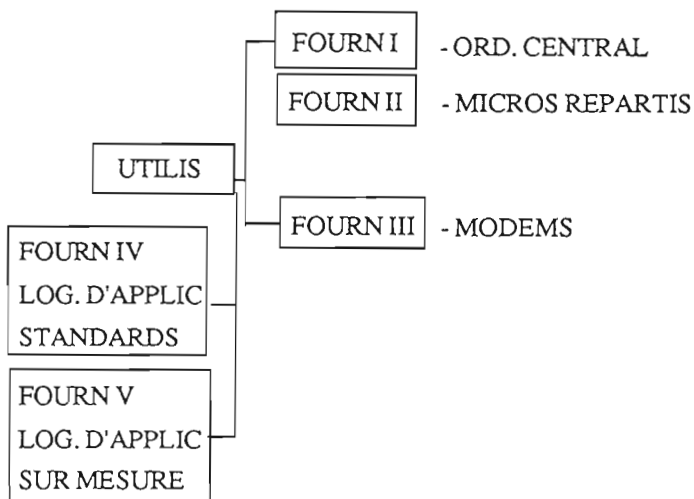 FOURN I - ORD. CENTRAL
FOURN II - MICROS REPARTIS
UTILIS
FOURN III - MODEMS
FOURN IV
LOG. D'APPLIC
STANDARDS
FOURN V
LOG. D'APPLIC
SUR MESURE